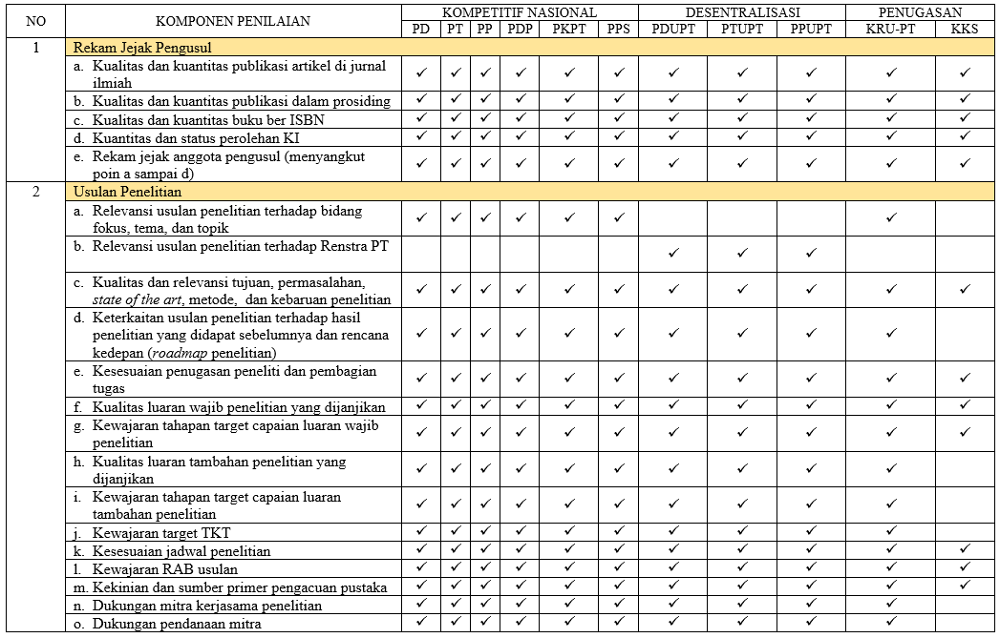 NO KOMPONEN PENILAIAN KOMPETITIF NASIONAL DESENTRALISASI PENUGASAN
PD PT PP PDP PKPT PPS PDUPT PTUPT PPUPT KRU-PT KKS
1 Rekam Jejak Pengusul
a. Kualitas dan kuantitas publikasi artikel di jurnal
ilmiah ✓ ✓ ✓ ✓ ✓ ✓ ✓ ✓ ✓ ✓ ✓
b. Kualitas dan kuantitas publikasi dalam prosiding ✓ ✓ ✓ ✓ ✓ ✓ ✓ ✓ ✓ ✓ ✓
c. Kualitas dan kuantitas buku ber ISBN ✓ ✓ ✓ ✓ ✓ ✓ ✓ ✓ ✓ ✓ ✓
d. Kuantitas dan status perolehan KI ✓ ✓ ✓ ✓ ✓ ✓ ✓ ✓ ✓ ✓ ✓
e. Rekam jejak anggota pengusul (menyangkut
poin a sampai d) ✓ ✓ ✓ ✓ ✓ ✓ ✓ ✓ ✓ ✓ ✓
2 Usulan Penelitian
a. Relevansi usulan penelitian terhadap bidang
fokus, tema, dan topik ✓ ✓ ✓ ✓ ✓ ✓ ✓
b. Relevansi usulan penelitian terhadap Renstra PT ✓ ✓ ✓
c. Kualitas dan relevansi tujuan, permasalahan,
state of the art, metode, dan kebaruan penelitian ✓ ✓ ✓ ✓ ✓ ✓ ✓ ✓ ✓ ✓ ✓
d. Keterkaitan usulan penelitian terhadap hasil
penelitian yang didapat sebelumnya dan rencana
kedepan (roadmap penelitian) ✓ ✓ ✓ ✓ ✓ ✓ ✓ ✓ ✓ ✓
e. Kesesuaian penugasan peneliti dan pembagian
tugas ✓ ✓ ✓ ✓ ✓ ✓ ✓ ✓ ✓ ✓ ✓
f. Kualitas luaran wajib penelitian yang dijanjikan ✓ ✓ ✓ ✓ ✓ ✓ ✓ ✓ ✓ ✓ ✓
g. Kewajaran tahapan target capaian luaran wajib
penelitian ✓ ✓ ✓ ✓ ✓ ✓ ✓ ✓ ✓ ✓ ✓
h. Kualitas luaran tambahan penelitian yang
dijanjikan ✓ ✓ ✓ ✓ ✓ ✓ ✓ ✓ ✓ ✓
i. Kewajaran tahapan target capaian luaran
tambahan penelitian ✓ ✓ ✓ ✓ ✓ ✓ ✓ ✓ ✓ ✓
j. Kewajaran target TKT ✓ ✓ ✓ ✓ ✓ ✓ ✓ ✓ ✓ ✓
k. Kesesuaian jadwal penelitian ✓ ✓ ✓ ✓ ✓ ✓ ✓ ✓ ✓ ✓ ✓
l. Kewajaran RAB usulan ✓ ✓ ✓ ✓ ✓ ✓ ✓ ✓ ✓ ✓ ✓
m. Kekinian dan sumber primer pengacuan pustaka ✓ ✓ ✓ ✓ ✓ ✓ ✓ ✓ ✓ ✓ ✓
n. Dukungan mitra kerjasama penelitian ✓ ✓ ✓ ✓ ✓ ✓ ✓ ✓ ✓ ✓
o. Dukungan pendanaan mitra ✓ ✓ ✓ ✓ ✓ ✓ ✓ ✓ ✓ ✓